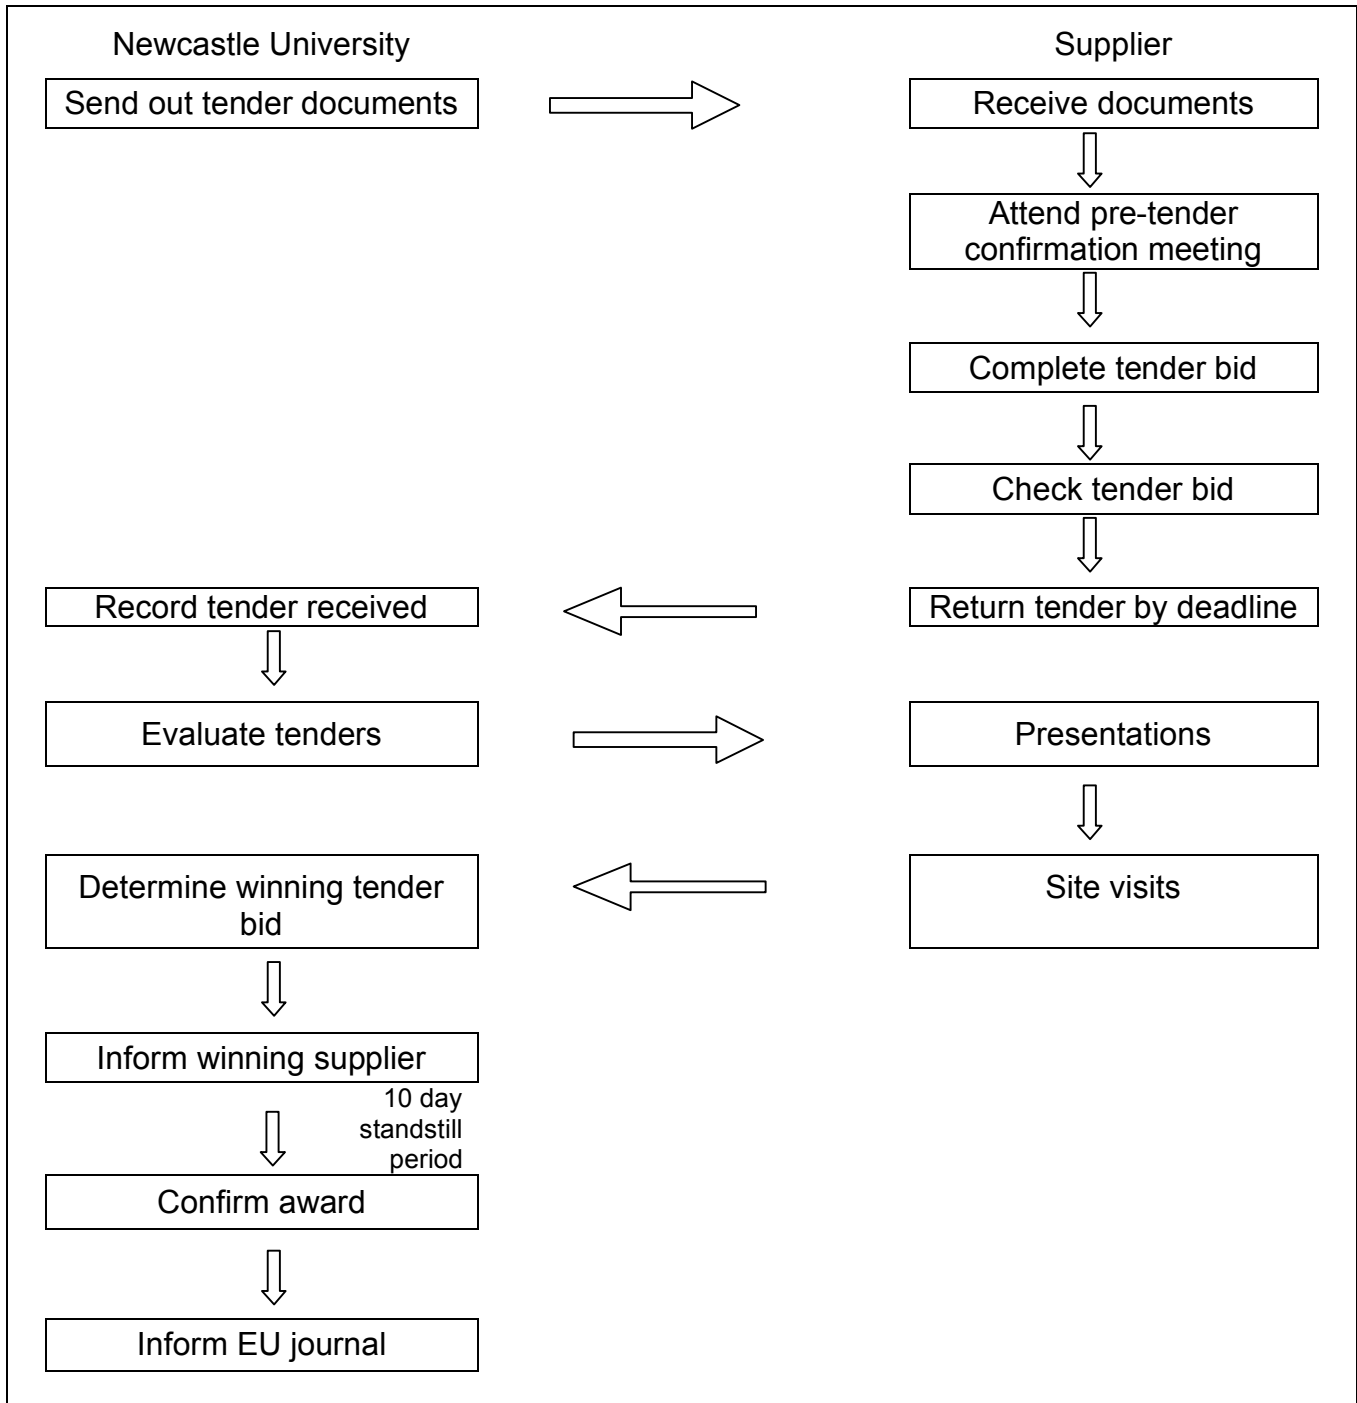 Newcastle University
Supplier
Send out tender documents
Receive documents
Attend pre-tender
confirmation meeting
Complete tender bid
Check tender bid
Record tender received
Return tender by deadline
Evaluate tenders
Presentations
Determine winning tender
bid
Site visits
Inform winning supplier
10 day
standstill
period
Confirm award
Inform EU journal